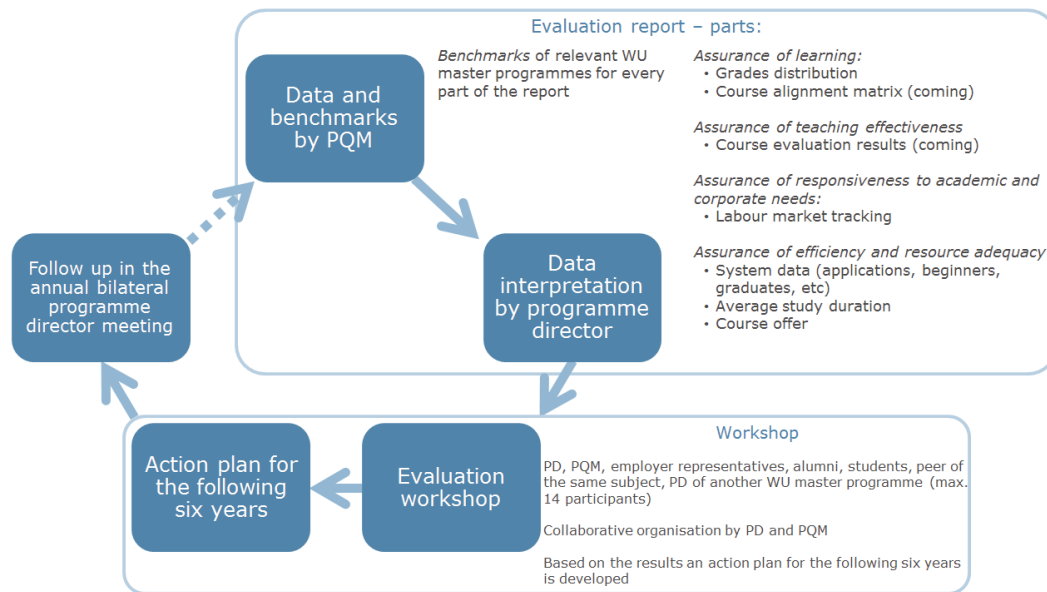 Evaluation report – parts:
Data and
benchmarks
by PQM
Benchmarks of relevant WU
master programmes for every
part of the report
Assurance of learning:
• Grades distribution
• Course alignment matrix (coming)
Assurance of teaching effectiveness
• Course evaluation results (coming)
Assurance of responsiveness to academic and
corporate needs:
• Labour market tracking
Assurance of efficiency and resource adequacy
• System data (applications, beginners,
graduates, etc)
• Average study duration
• Course offer
Data
interpretation
by programme
director
Follow up in the
annual bilateral
programme
director meeting
Workshop
Evaluation
workshop
PD, PQM, employer representatives, alumni, students, peer of
the same subject, PD of another WU master programme (max.
14 participants)
Collaborative organisation by PD and PQM
Based on the results an action plan for the following six years
is developed
Action plan for
the following
six years